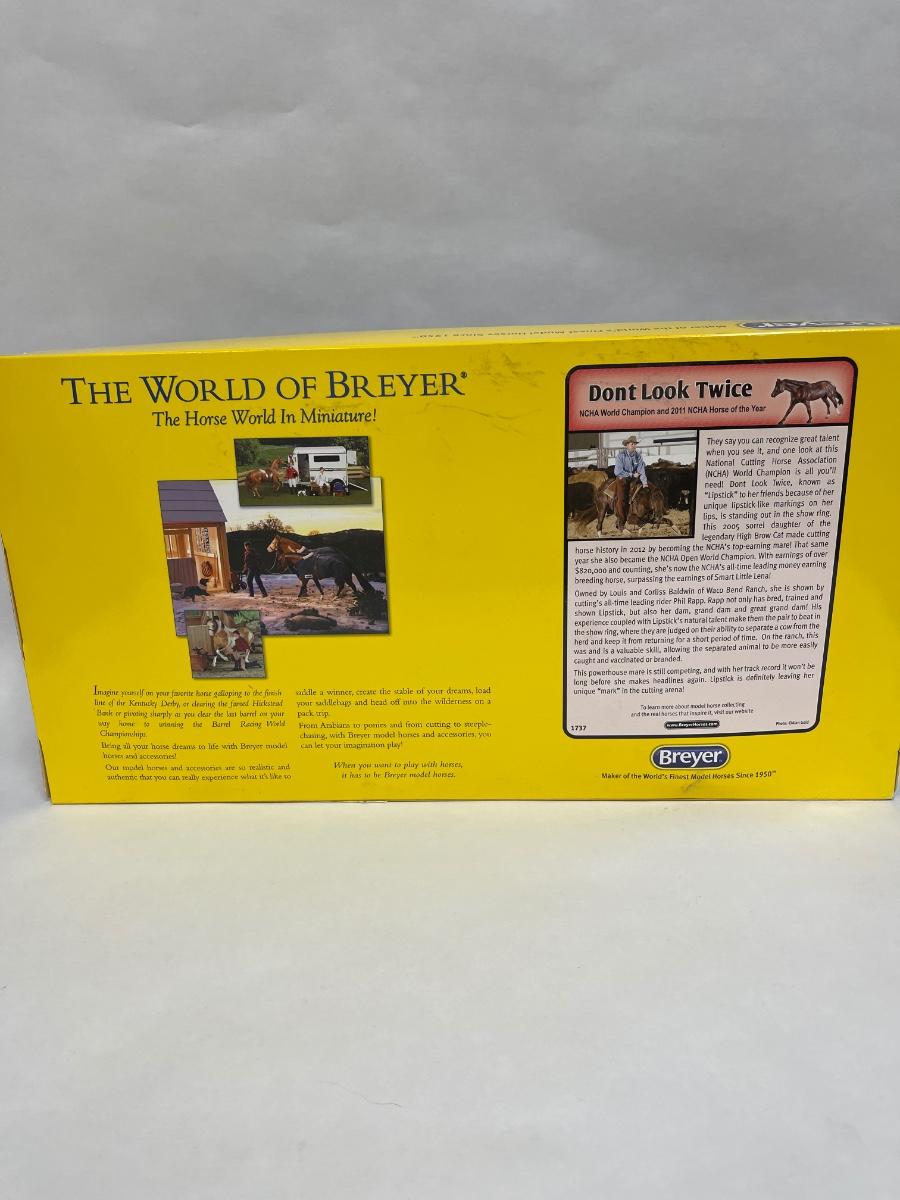 Maker of the World's Finest Model Horses Since 1950™
Breyer
THE WORLD OF BREYER®
The Horse World In Miniature!
Imagine yourself on your favorite horse galloping to the finish
line of the Kentucky Derby, or clearing the famed Hickstead
Bank or pivoting sharply as you clear the last barrel on your
way home to winning the Barrel Racing World
Championships.
Bring all your horse dreams to life with Breyer model
horses and accessories!
Our model horses and accessories are so realistic and
authentic that you can really experience what it's like to
saddle a winner, create the stable of your dreams, load
your saddlebags and head off into the wilderness on a
pack trip.
From Arabians to ponies and from cutting to steeple-
chasing, with Breyer model horses and accessories, you
can let your imagination play!
When you want to play with horses,
it has to be Breyer model horses.
Dont Look Twice
NCHA World Champion and 2011 NCHA Horse of the Year
They say you can recognize great talent
when you see it, and one look at this
National Cutting Horse Association
(NCHA) World Champion is all you'll
need! Dont Look Twice, known as
"Lipstick" to her friends because of her
unique lipstick-like markings on her
lips, is standing out in the show ring.
This 2005 sorrel daughter of the
legendary High Brow Cat made cutting
horse history in 2012 by becoming the NCHA's top-earning mare! That same
year she also became the NCHA Open World Champion. With earnings of over
$820,000 and counting, she's now the NCHA's all-time leading money earning
breeding horse, surpassing the earnings of Smart Little Lena!
Owned by Louis and Corliss Baldwin of Waco Bend Ranch, she is shown by
cutting's all-time leading rider Phil Rapp. Rapp not only has bred, trained and
shown Lipstick, but also her dam, grand dam and great grand dam! His
experience coupled with Lipstick's natural talent make them the pair to beat in
the show ring, where they are judged on their ability to separate a cow from the
herd and keep it from returning for a short period of time. On the ranch, this
was and is a valuable skill, allowing the separated animal to be more easily
caught and vaccinated or branded.
This powerhouse mare is still competing, and with her track record it won't be
long before she makes headlines again. Lipstick is definitely leaving her
unique "mark" in the cutting arena!
To learn more about model horse collecting
and the real horses that inspire it, visit our website
www.BreyerHorses.com
1737
Photo:
Breyer
Maker of the World's Finest Model Horses Since 1950™